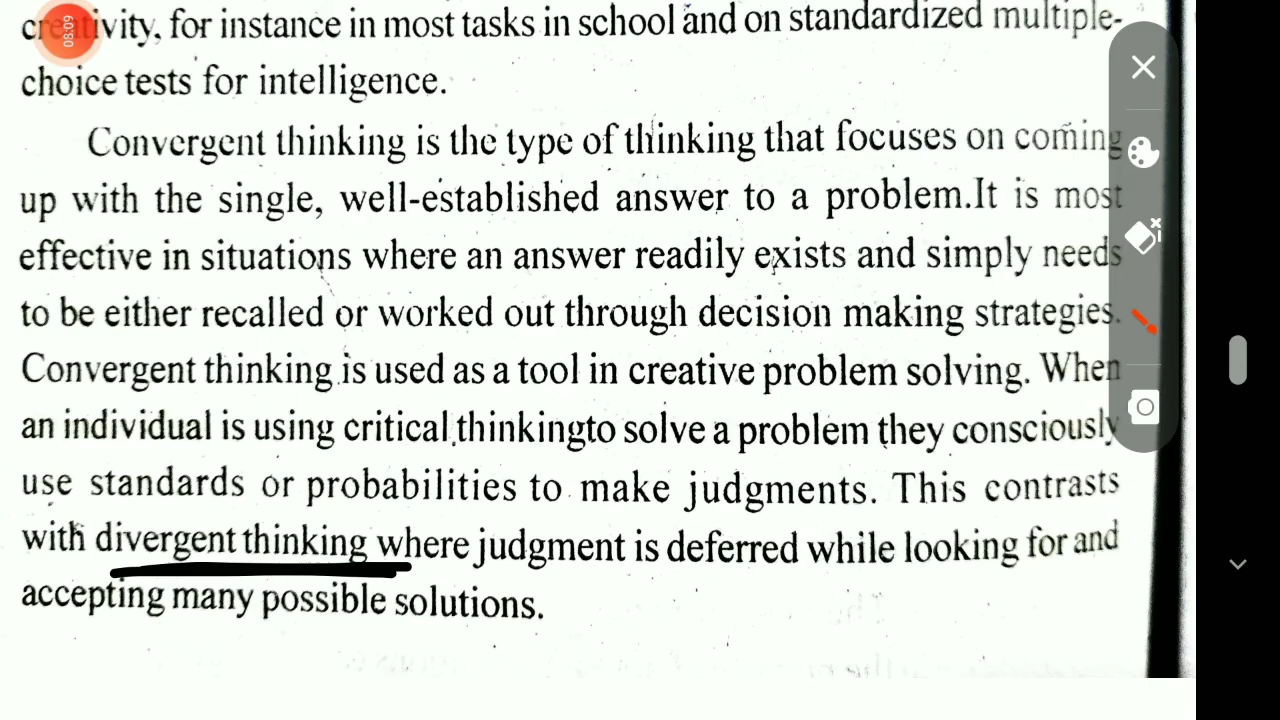 creativity, for instance in most tasks in school and on standardized multiple-
choice tests for intelligence.
Convergent thinking is the type of thinking that focuses on coming
up with the single, well-established answer to a problem.It is most
effective in situations where an answer readily exists and simply needs
to be either recalled or worked out through decision making strategies.
Convergent thinking is used as a tool in creative problem solving. When
an individual is using critical thinkingto solve a problem they consciously
use standards or probabilities to make judgments. This contrasts
with divergent thinking where judgment is deferred while looking for and
accepting many possible solutions.
08:09